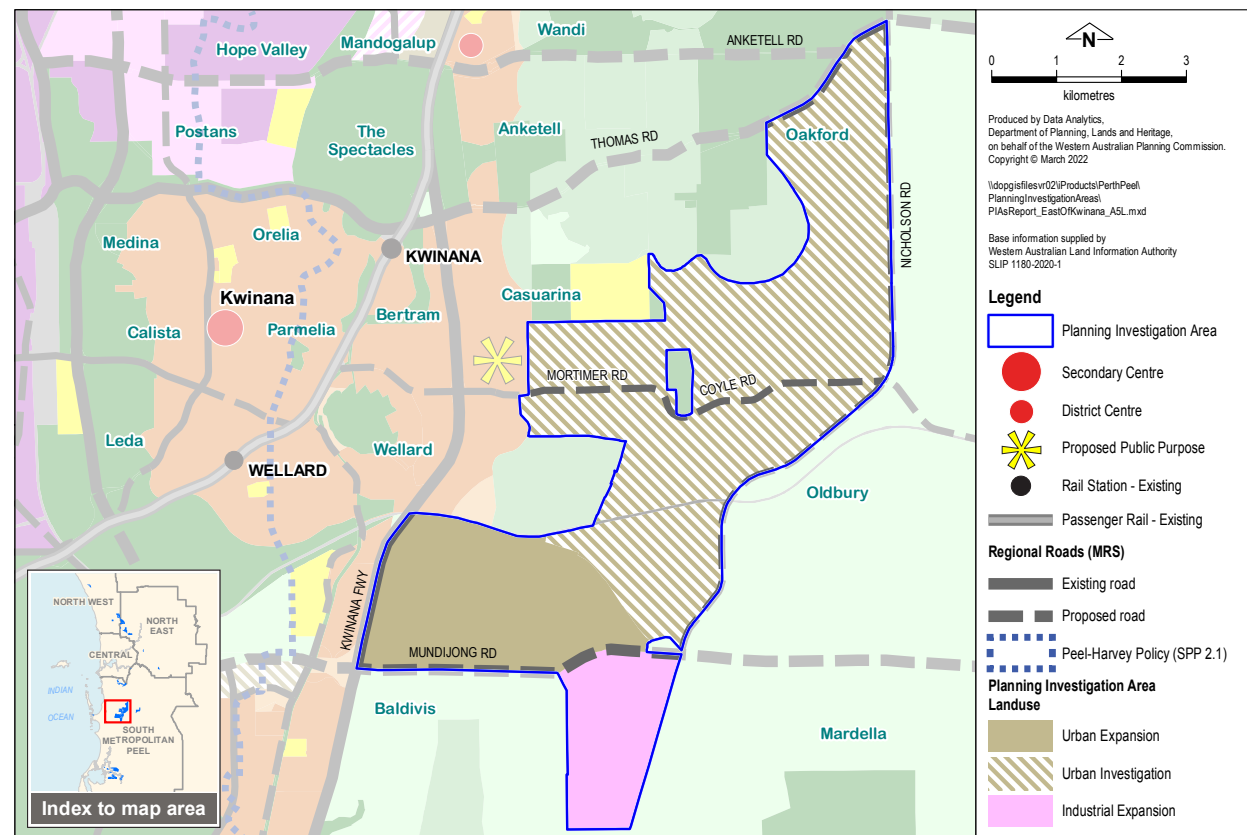 Hope Valley
Mandogalup
Wandi
ANKETELL RD
Postans
The
Spectacles
Anketell
THOMAS RD
Oakford
NICHOLSON RD
Medina
Orelia
KWINANA
Kwinana
Casuarina
Calista
Parmelia
Bertram
MORTIMER RD
COYLE RD
Leda
Wellard
WELLARD
Oldbury
KWINANA FWY
MUNDIJONG RD
Baldivis
Mardella
NORTH WEST
NORTH
EAST
CENTRAL
INDIAN
OCEAN
SOUTH
METROPOLITAN
PEEL
Index to map area
N
0 1 2 3
kilometres
Produced by Data Analytics,
Department of Planning, Lands and Heritage,
on behalf of the Western Australian Planning Commission.
Copyright © March 2022
\\dopgisfilesvr02\iProducts\PerthPeel\
PlanningInvestigationAreas\
PIAsReport_EastOfKwinana_A5L.mxd
Base information supplied by
Western Australian Land Information Authority
SLIP 1180-2020-1
Legend
Planning Investigation Area
Secondary Centre
District Centre
Proposed Public Purpose
Rail Station - Existing
Passenger Rail - Existing
Regional Roads (MRS)
Existing road
Proposed road
Peel-Harvey Policy (SPP 2.1)
Planning Investigation Area
Landuse
Urban Expansion
Urban Investigation
Industrial Expansion